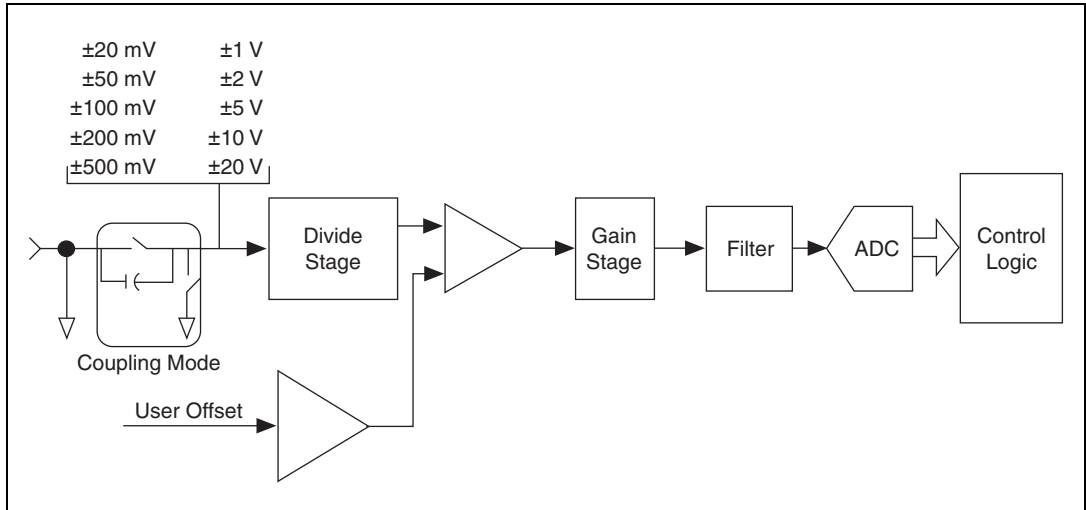 ±20 mV ±1 V
±50 mV ±2 V
±100 mV ±5 V
±200 mV ±10 V
±500 mV ±20 V
Divide
Stage
Gain
Stage
Filter
ADC
Control
Logic
Coupling Mode
User Offset